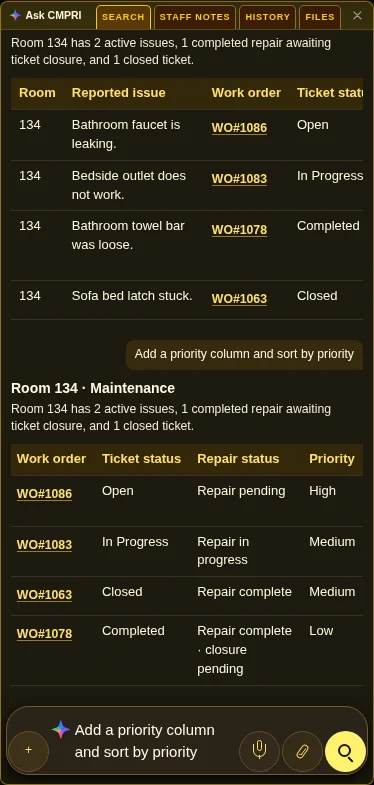 Ask CMPRI SEARCH STAFF NOTES HISTORY FILES ×
Room 134 has 2 active issues, 1 completed repair awaiting
ticket closure, and 1 closed ticket.
Room Reported issue Work order Ticket statu
134 Bathroom faucet is WO#1086 Open
leaking.
134 Bedside outlet does WO#1083 In Progress
not work.
134 Bathroom towel bar WO#1078 Completed
was loose.
134 Sofa bed latch stuck. WO#1063 Closed
Add a priority column and sort by priority
Room 134 · Maintenance
Room 134 has 2 active issues, 1 completed repair awaiting
ticket closure, and 1 closed ticket.
Work order Ticket status Repair status Priority
WO#1086 Open Repair pending High
WO#1083 In Progress Repair in Medium
progress
WO#1063 Closed Repair complete Medium
WO#1078 Completed Repair complete Low
· closure
pending
Add a priority column
and sort by priority
+